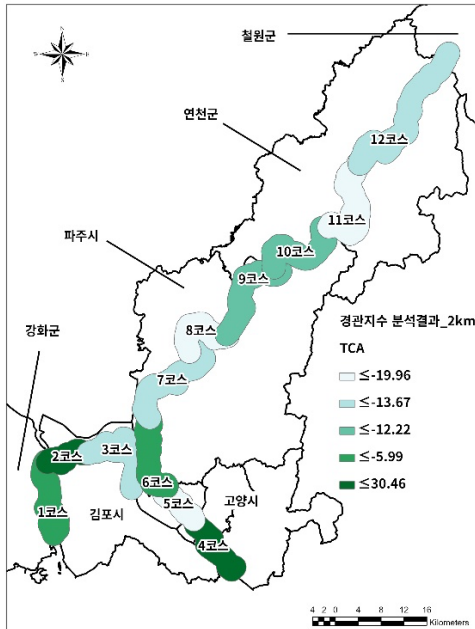 철원군
연천군
12코스
11코스
파주시
10코스
9코스
경관지수 분석결과_2km
8코스
강화군
TCA
7코스
≤-19.96
≤-13.67
≤-12.22
2코스
3코스
≤-5.99
6코스
고양시
≤30.46
5코스
1코스
김포시
4코스
4 2 0 4 8 12 16
Kilometers